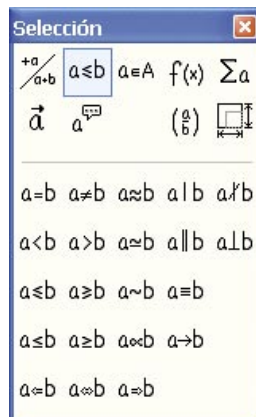 Selección
+a/a+b a⩽b a∈A f(x) Σa
a⃗ a (a/b)
a=b a≠b a≈b a∣b a∤b
a<b a>b a≃b a∥b a⊥b
a⩽b a⩾b a~b a≡b
a≤b a≥b a∝b a→b
a⇐b a⇔b a⇒b